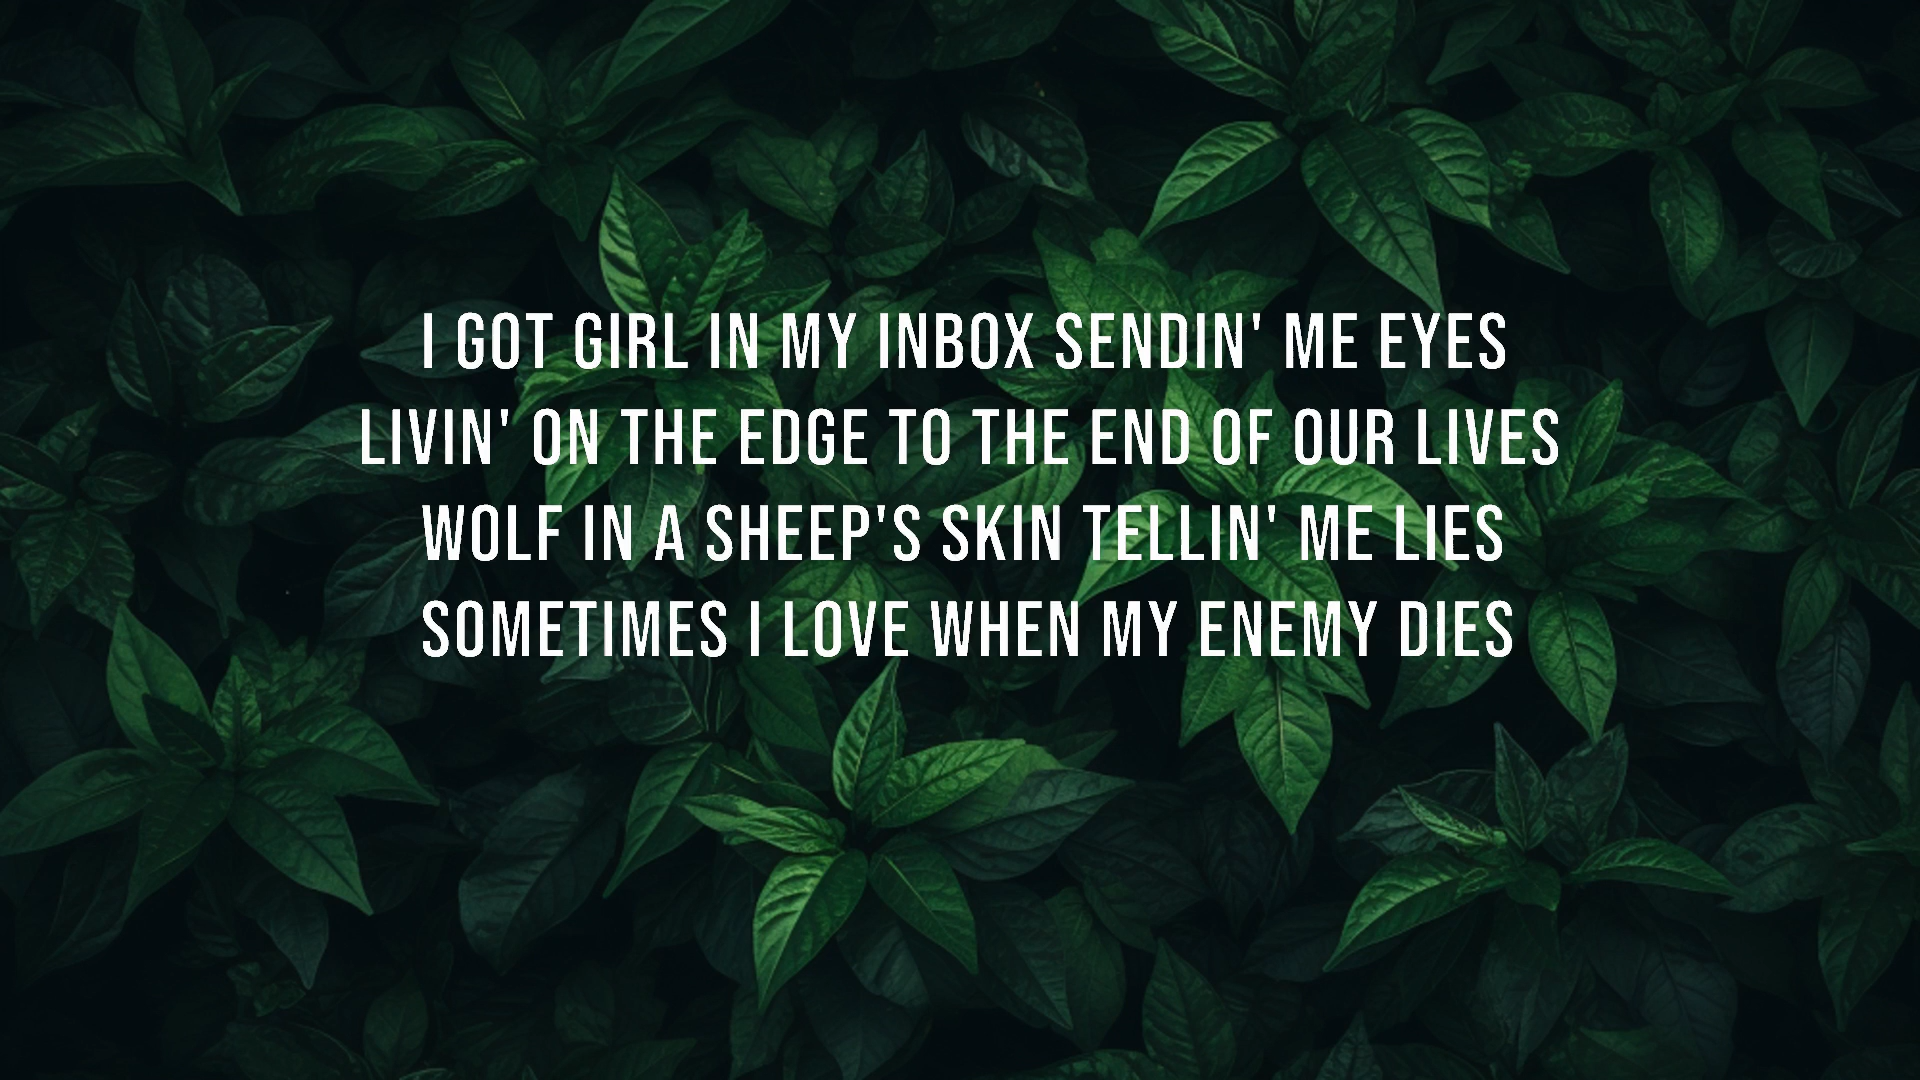 I GOT GIRL IN MY INBOX SENDIN' ME EYES
LIVIN' ON THE EDGE TO THE END OF OUR LIVES
WOLF IN A SHEEP'S SKIN TELLIN' ME LIES
SOMETIMES I LOVE WHEN MY ENEMY DIES